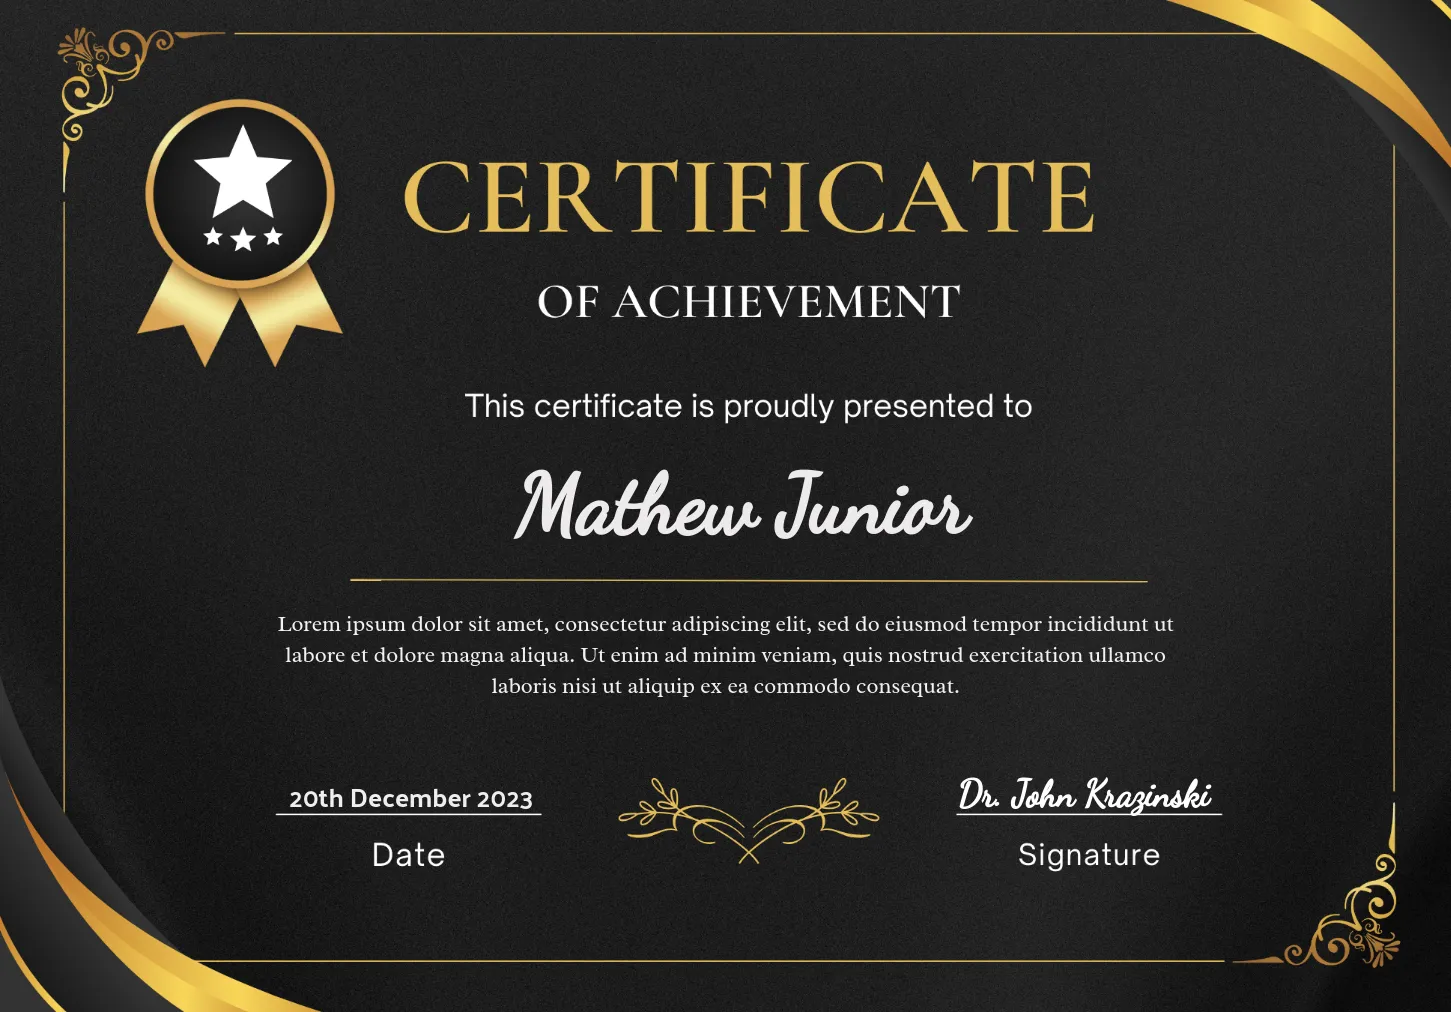 CERTIFICATE
OF ACHIEVEMENT
This certificate is proudly presented to
Mathew Junior
Lorem ipsum dolor sit amet, consectetur adipiscing elit, sed do eiusmod tempor incididunt ut
labore et dolore magna aliqua. Ut enim ad minim veniam, quis nostrud exercitation ullamco
laboris nisi ut aliquip ex ea commodo consequat.
20th December 2023
Date
Dr. John Krazinski
Signature